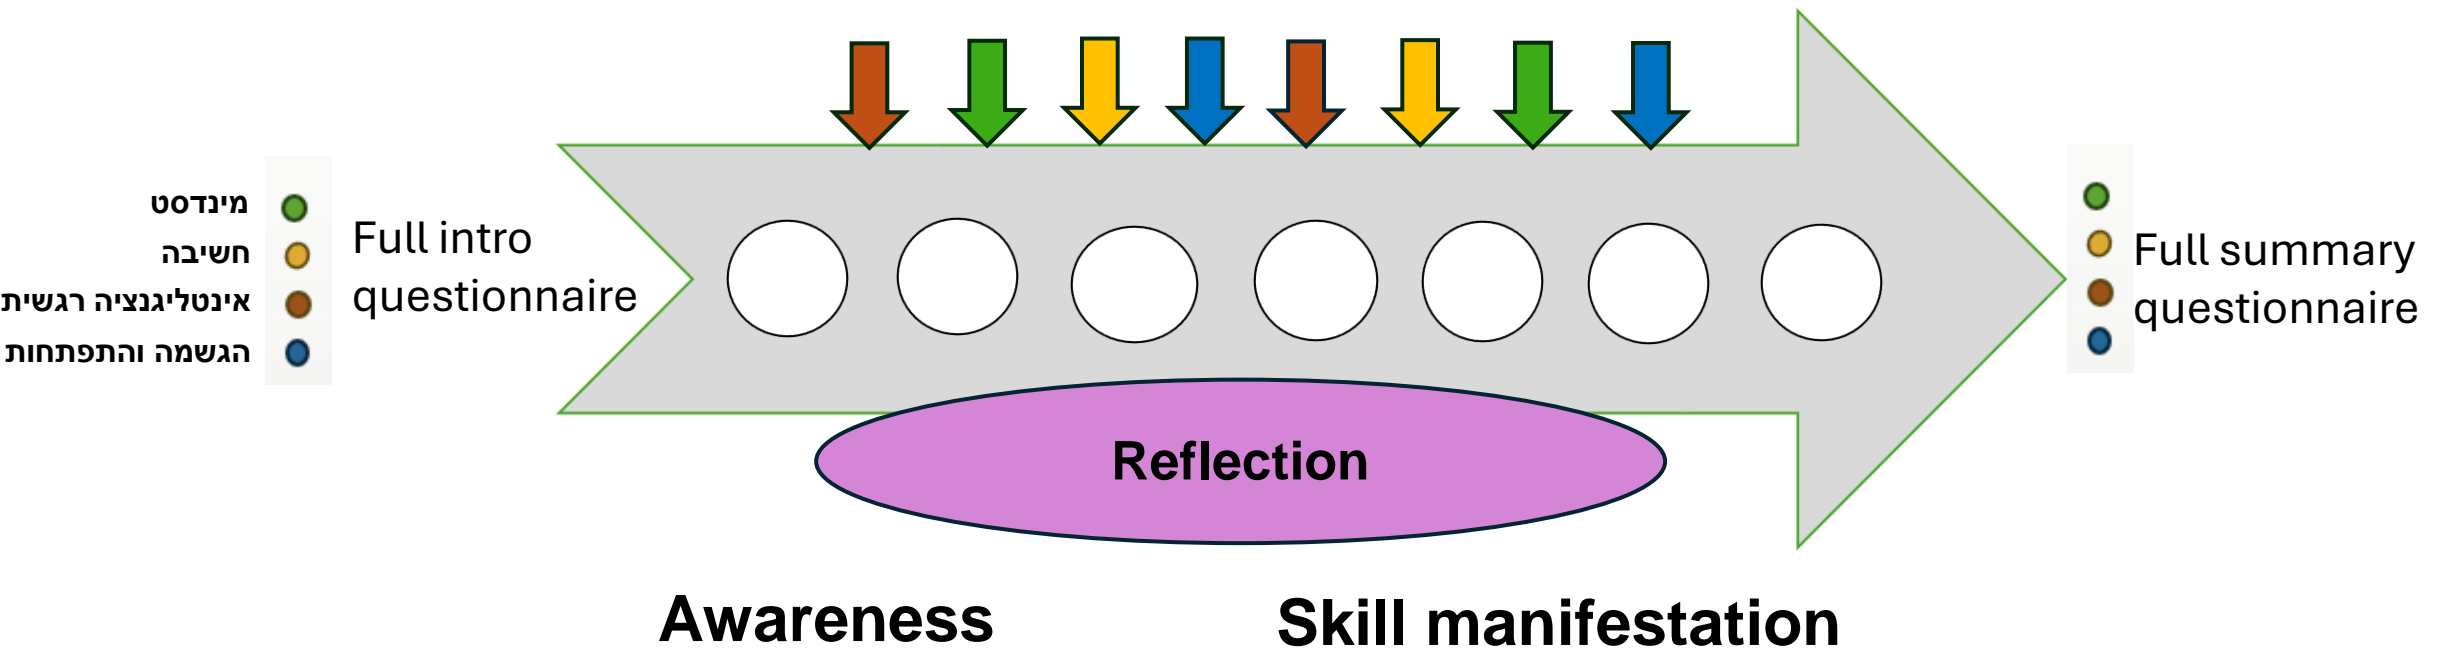 מינדסט
חשיבה
אינטליגנציה רגשית
הגשמה והתפתחות
Full intro
questionnaire
Reflection
Full summary
questionnaire
Awareness
Skill manifestation